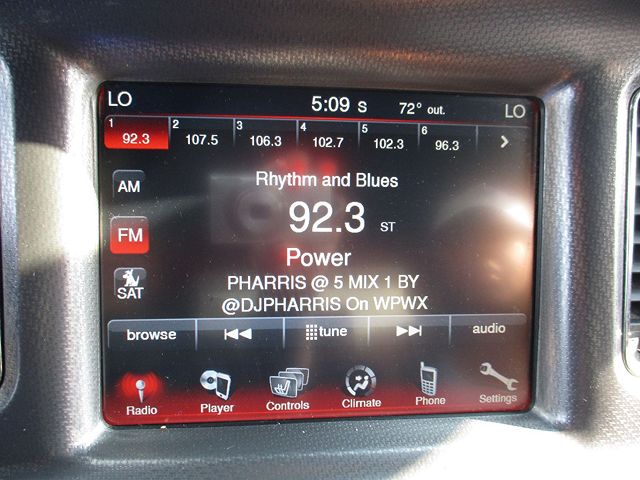 LO 5:09 S 72° out. LO
1 92.3 2 107.5 3 106.3 4 102.7 5 102.3 6 96.3 >
AM
Rhythm and Blues
92.3 ST
FM
Power
PHARRIS @ 5 MIX 1 BY
SAT
@DJPHARRIS On WPWX
browse tune audio
Radio Player Controls Climate Phone Settings